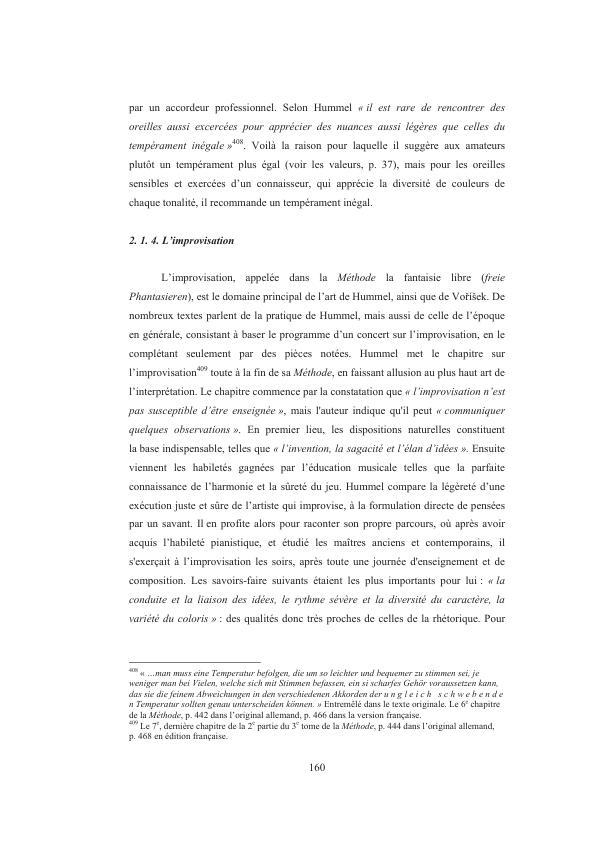 par un accordeur professionnel. Selon Hummel « il est rare de rencontrer des
oreilles aussi excercées pour apprécier des nuances aussi légères que celles du
tempérament inégale »408. Voilà la raison pour laquelle il suggère aux amateurs
plutôt un tempérament plus égal (voir les valeurs, p. 37), mais pour les oreilles
sensibles et exercées d’un connaisseur, qui apprécie la diversité de couleurs de
chaque tonalité, il recommande un tempérament inégal.
2. 1. 4. L’improvisation
L’improvisation, appelée dans la Méthode la fantaisie libre (freie
Phantasieren), est le domaine principal de l’art de Hummel, ainsi que de Voříšek. De
nombreux textes parlent de la pratique de Hummel, mais aussi de celle de l’époque
en générale, consistant à baser le programme d’un concert sur l’improvisation, en le
complétant seulement par des pièces notées. Hummel met le chapitre sur
l’improvisation409 toute à la fin de sa Méthode, en faissant allusion au plus haut art de
l’interprétation. Le chapitre commence par la constatation que « l’improvisation n’est
pas susceptible d’être enseignée », mais l'auteur indique qu'il peut « communiquer
quelques observations ». En premier lieu, les dispositions naturelles constituent
la base indispensable, telles que « l’invention, la sagacité et l’élan d’idées ». Ensuite
viennent les habiletés gagnées par l’éducation musicale telles que la parfaite
connaissance de l’harmonie et la sûreté du jeu. Hummel compare la légèreté d’une
exécution juste et sûre de l’artiste qui improvise, à la formulation directe de pensées
par un savant. Il en profite alors pour raconter son propre parcours, où après avoir
acquis l’habileté pianistique, et étudié les maîtres anciens et contemporains, il
s'exerçait à l’improvisation les soirs, après toute une journée d'enseignement et de
composition. Les savoirs-faire suivants étaient les plus importants pour lui : « la
conduite et la liaison des idées, le rythme sévère et la diversité du caractère, la
variété du coloris » : des qualités donc très proches de celles de la rhétorique. Pour
408 « ...man muss eine Temperatur befolgen, die um so leichter und bequemer zu stimmen sei, je
weniger man bei Vielen, welche sich mit Stimmen befassen, ein si scharfes Gehör voraussetzen kann,
das sie die feinem Abweichungen in den verschiedenen Akkorden der u n g l e i c h s c h w e b e n d e
n Temperatur sollten genau unterscheiden können. » Entremêlé dans le texte originale. Le 6e chapitre
de la Méthode, p. 442 dans l’original allemand, p. 466 dans la version française.
409 Le 7e, dernière chapitre de la 2e partie du 3e tome de la Méthode, p. 444 dans l’original allemand,
p. 468 en édition française.
160